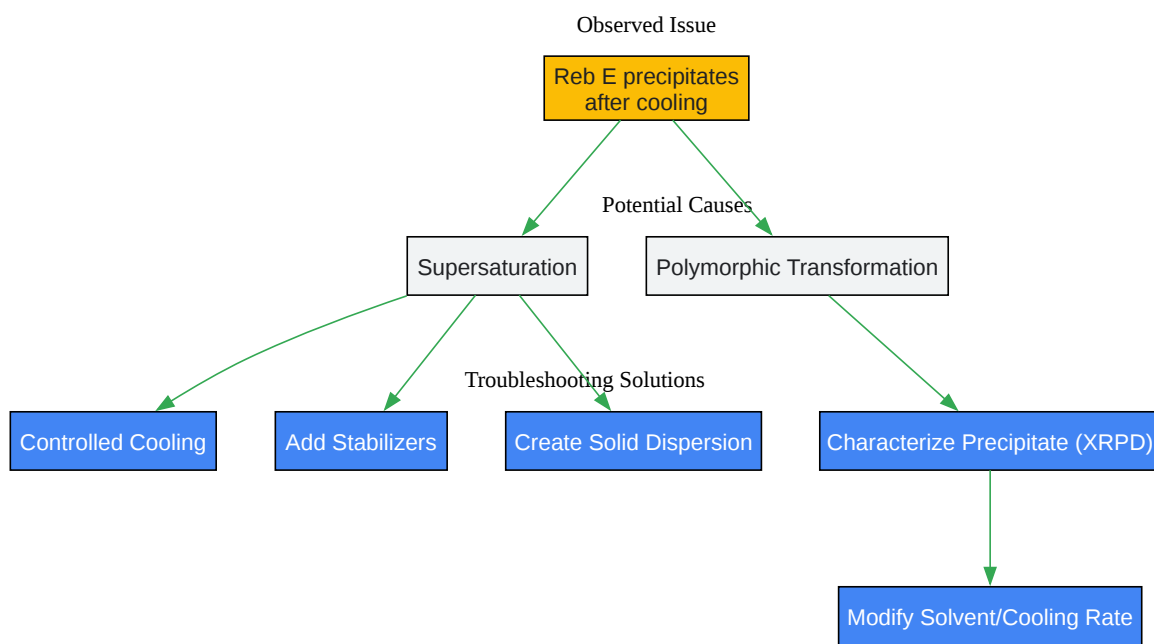 Observed Issue
Reb E precipitates
after cooling
Potential Causes
Supersaturation
Polymorphic Transformation
Troubleshooting Solutions
Controlled Cooling
Add Stabilizers
Create Solid Dispersion
Characterize Precipitate (XRPD)
Modify Solvent/Cooling Rate